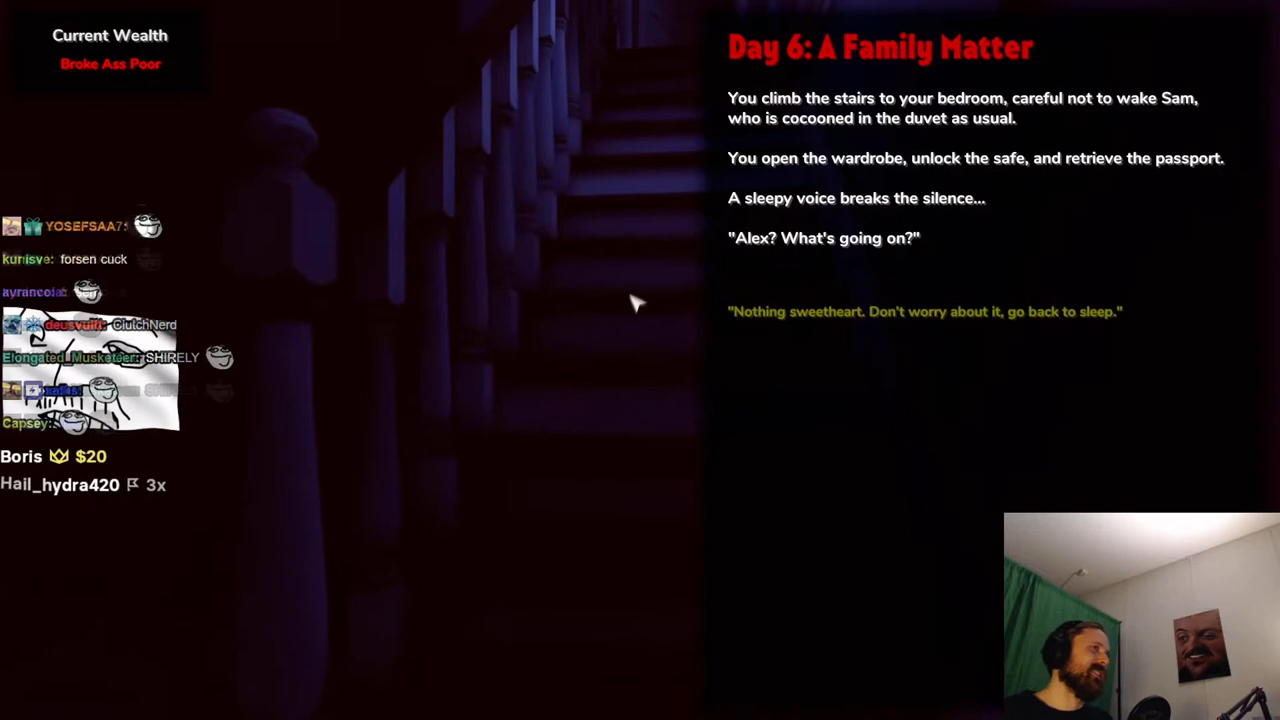 Current Wealth
Broke Ass Poor
Day 6: A Family Matter
You climb the stairs to your bedroom, careful not to wake Sam,
who is cocooned in the duvet as usual.
You open the wardrobe, unlock the safe, and retrieve the passport.
A sleepy voice breaks the silence...
"Alex? What's going on?"
"Nothing sweetheart. Don't worry about it, go back to sleep."
YOSEFSAA7:
kurisve: forsen cuck
deusvult: ClutchNerd
Elongated_Musketeer: SHIRELY
Capsey:
Boris $20
Hail_hydra420 3x